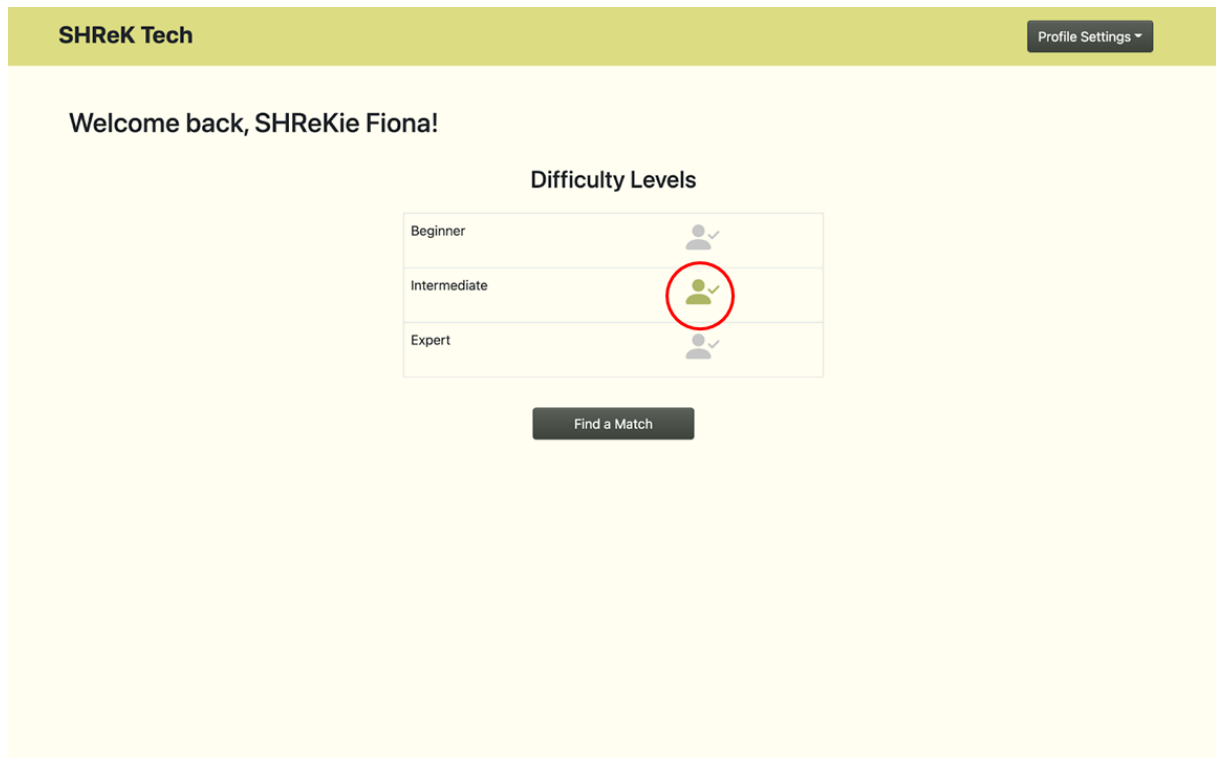 SHReK Tech
Profile Settings
Welcome back, SHReKie Fiona!
Difficulty Levels
Beginner
Intermediate
Expert
Find a Match